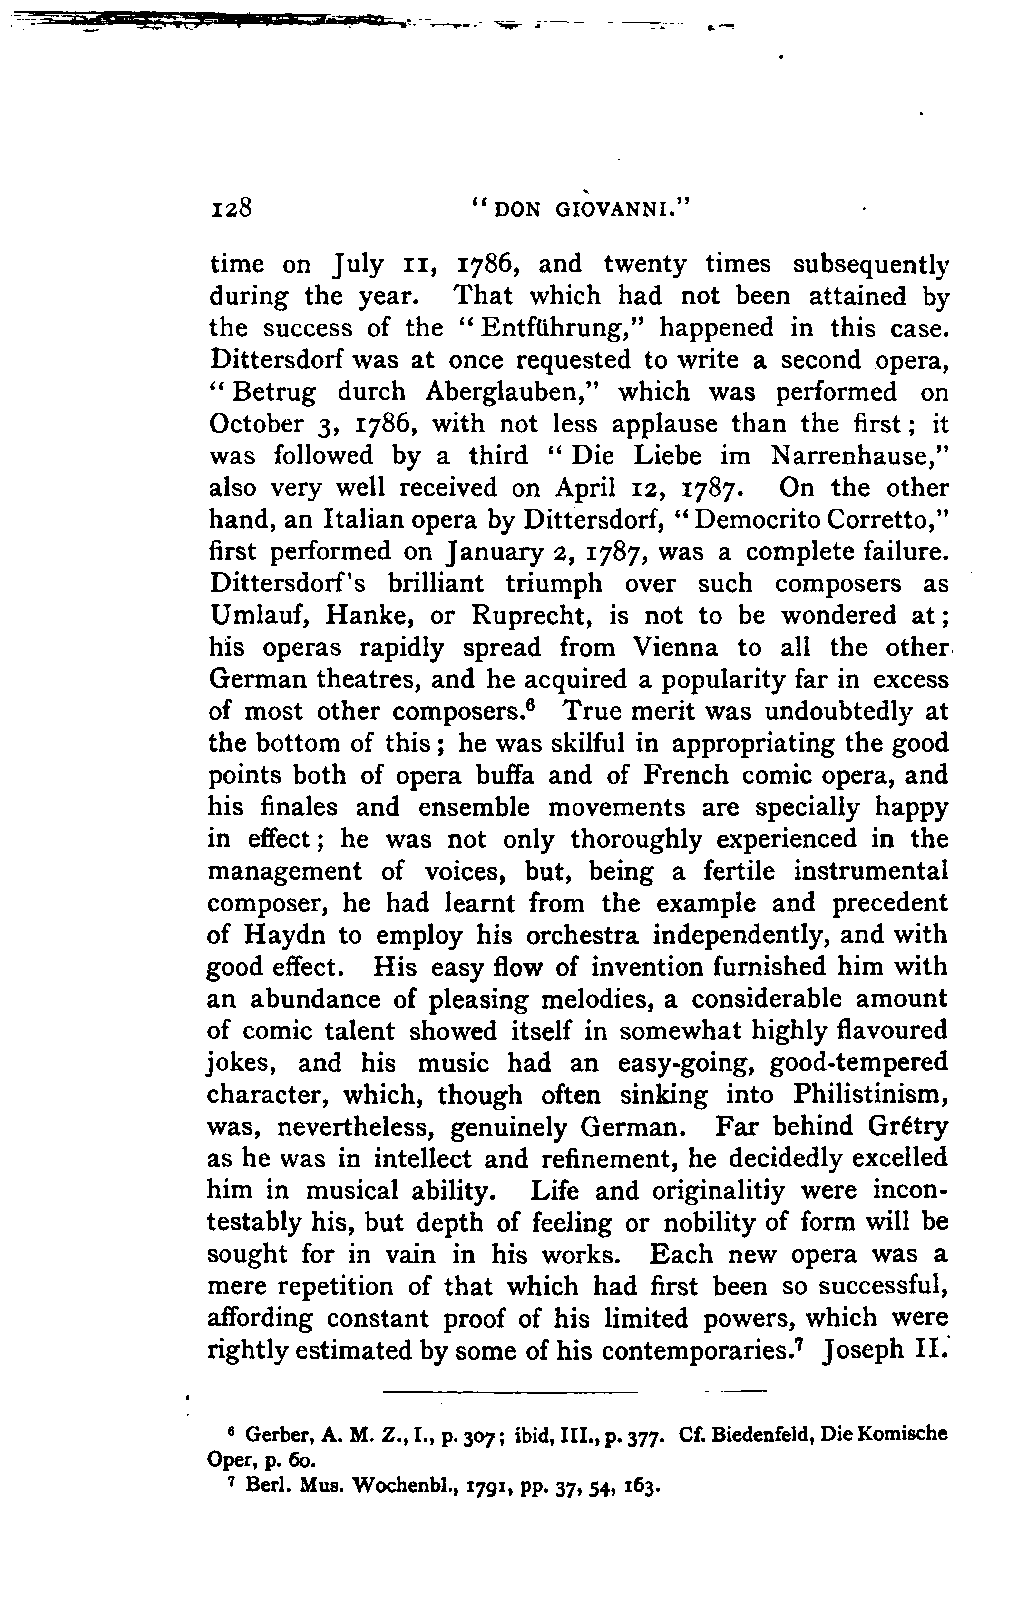 128 “DON GIOVANNI.”
time on July 11, 1786, and twenty times subsequently
during the year. That which had not been attained by
the success of the “Entführung,” happened in this case.
Dittersdorf was at once requested to write a second opera,
“Betrug durch Aberglauben,” which was performed on
October 3, 1786, with not less applause than the first; it
was followed by a third “Die Liebe im Narrenhause,”
also very well received on April 12, 1787. On the other
hand, an Italian opera by Dittersdorf, “Democrito Corretto,”
first performed on January 2, 1787, was a complete failure.
Dittersdorf's brilliant triumph over such composers as
Umlauf, Hanke, or Ruprecht, is not to be wondered at;
his operas rapidly spread from Vienna to all the other
German theatres, and he acquired a popularity far in excess
of most other composers.⁶ True merit was undoubtedly at
the bottom of this; he was skilful in appropriating the good
points both of opera buffa and of French comic opera, and
his finales and ensemble movements are specially happy
in effect; he was not only thoroughly experienced in the
management of voices, but, being a fertile instrumental
composer, he had learnt from the example and precedent
of Haydn to employ his orchestra independently, and with
good effect. His easy flow of invention furnished him with
an abundance of pleasing melodies, a considerable amount
of comic talent showed itself in somewhat highly flavoured
jokes, and his music had an easy-going, good-tempered
character, which, though often sinking into Philistinism,
was, nevertheless, genuinely German. Far behind Grétry
as he was in intellect and refinement, he decidedly excelled
him in musical ability. Life and originalitiy were incon-
testably his, but depth of feeling or nobility of form will be
sought for in vain in his works. Each new opera was a
mere repetition of that which had first been so successful,
affording constant proof of his limited powers, which were
rightly estimated by some of his contemporaries.⁷ Joseph II.
⁶ Gerber, A. M. Z., I., p. 307; ibid, III., p. 377. Cf. Biedenfeld, Die Komische
Oper, p. 60.
⁷ Berl. Mus. Wochenbl., 1791, pp. 37, 54, 163.